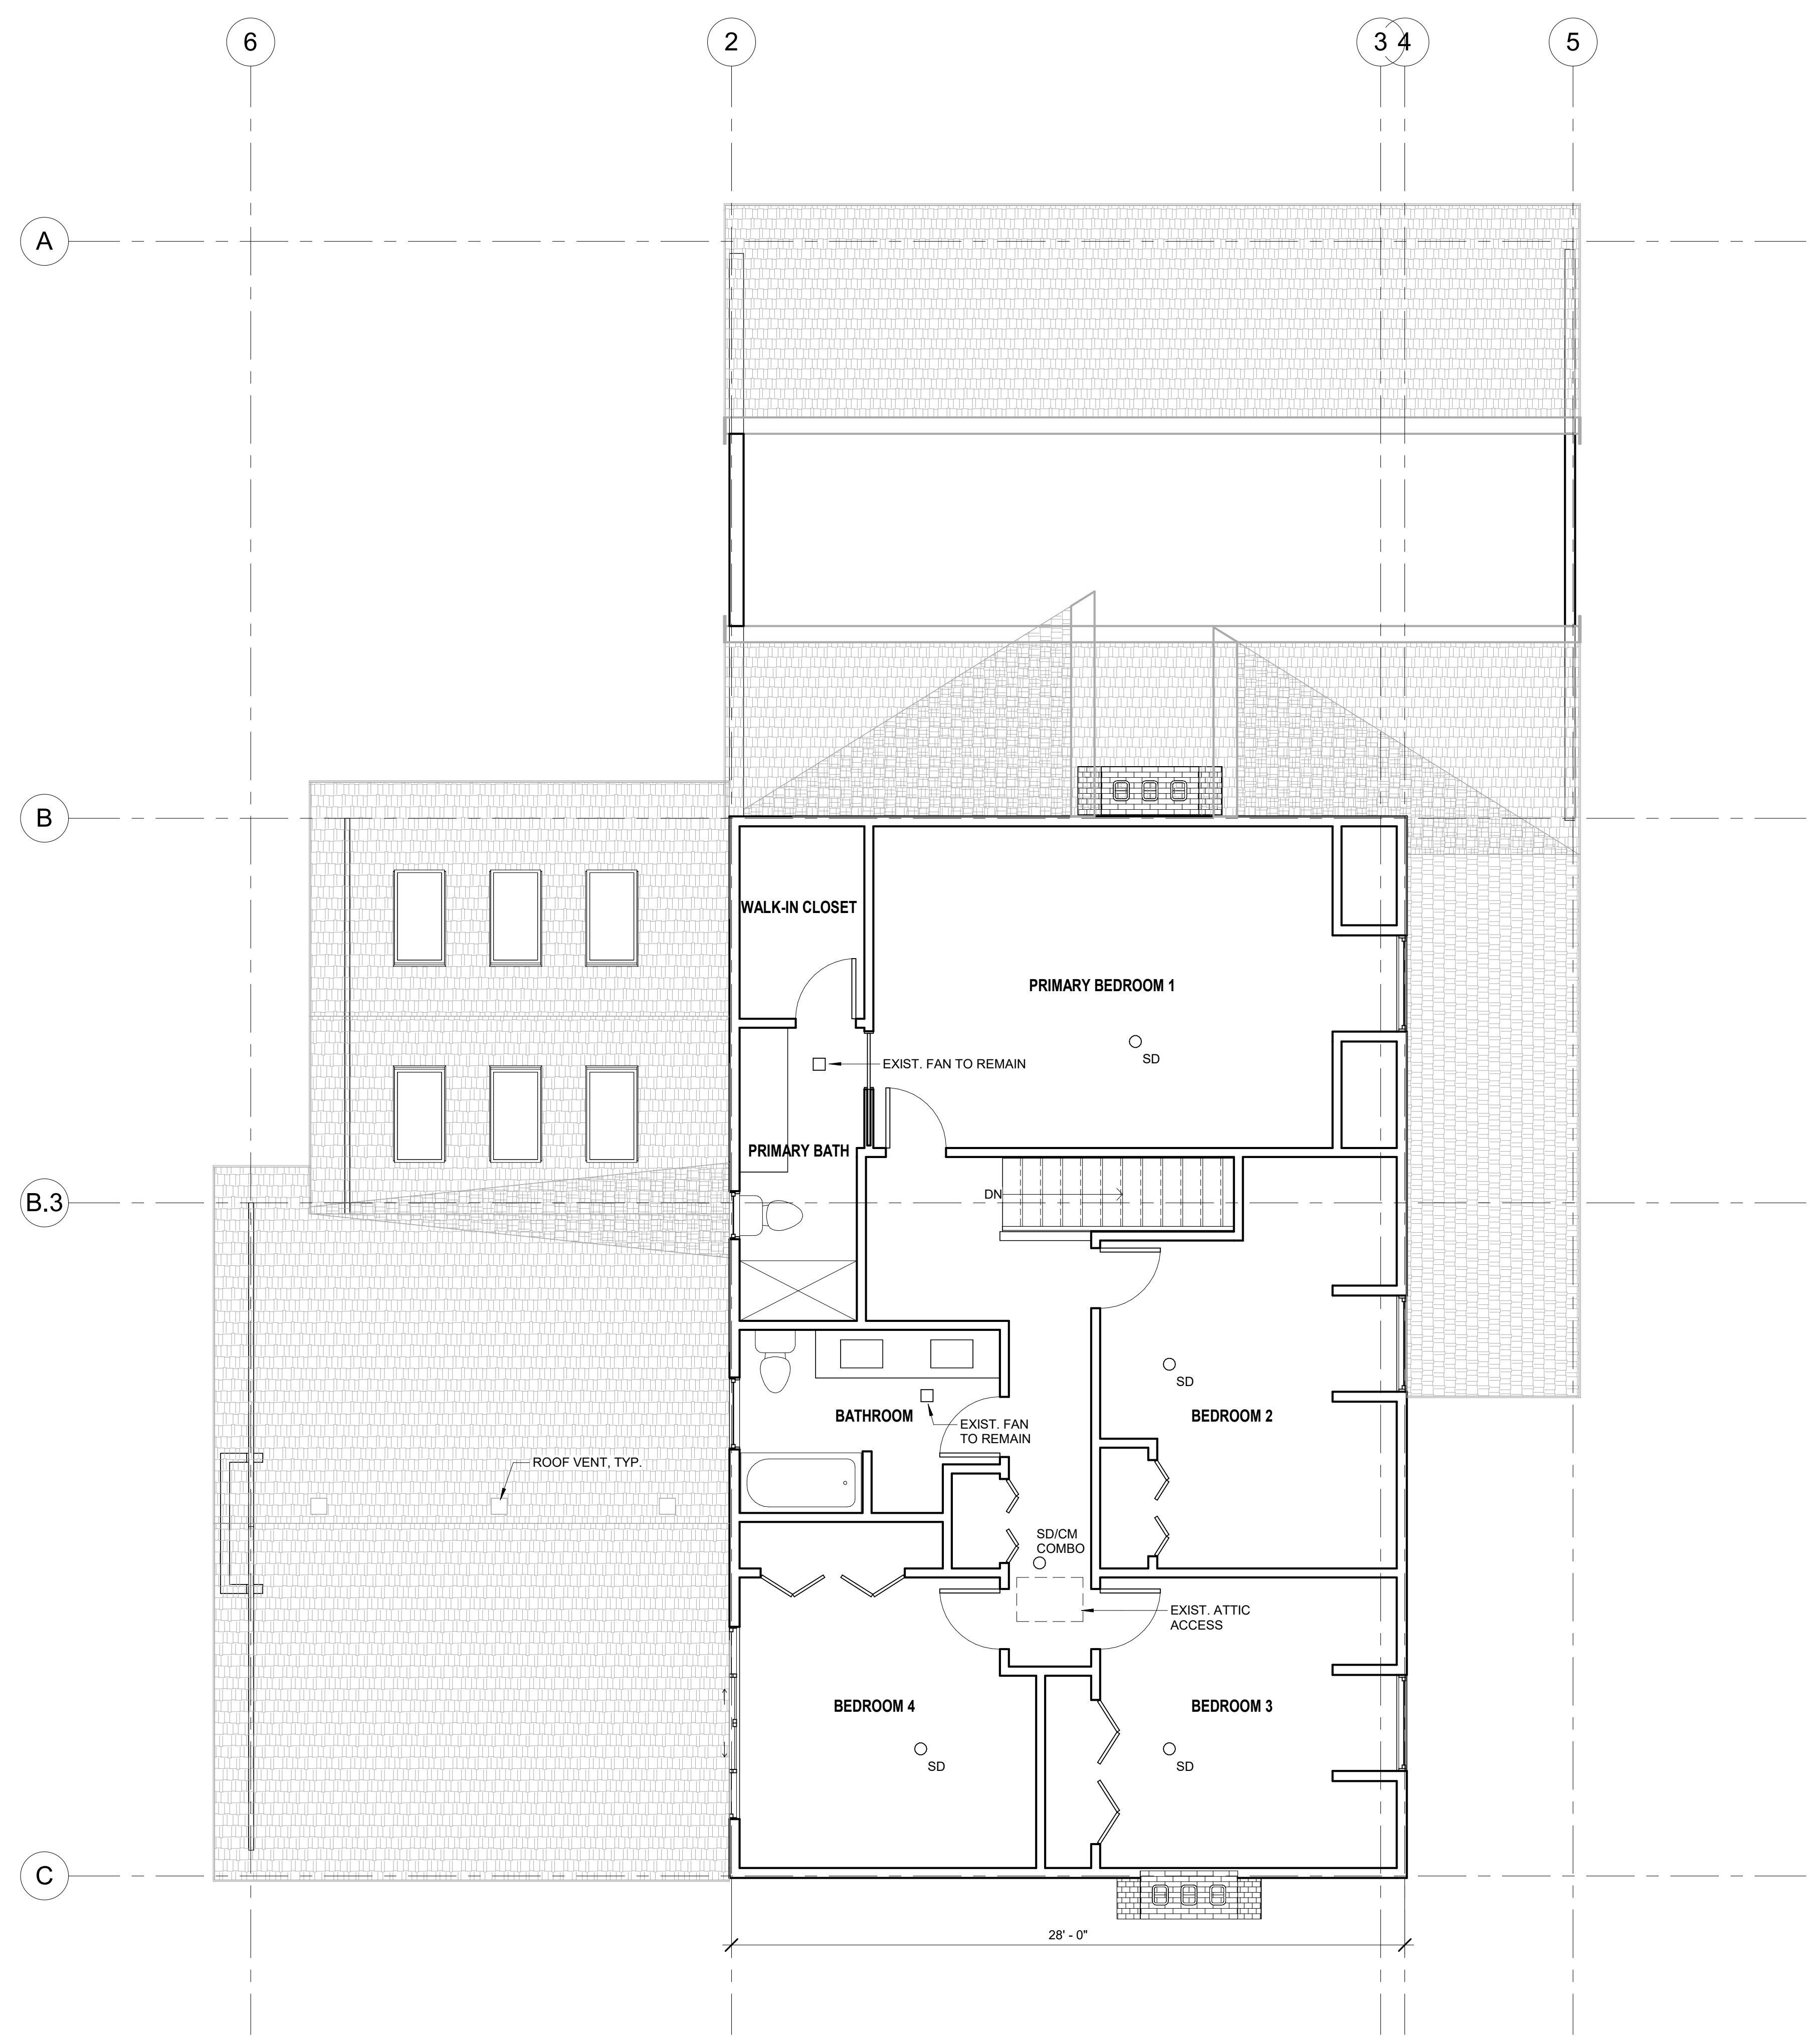 6
2
3
4
5
A
B
WALK-IN CLOSET
PRIMARY BEDROOM 1
SD
EXIST. FAN TO REMAIN
PRIMARY BATH
DN
B.3
SD
BATHROOM
BEDROOM 2
EXIST. FAN
TO REMAIN
ROOF VENT, TYP.
SD/CM
COMBO
EXIST. ATTIC
ACCESS
BEDROOM 4
BEDROOM 3
SD
SD
C
28' - 0"